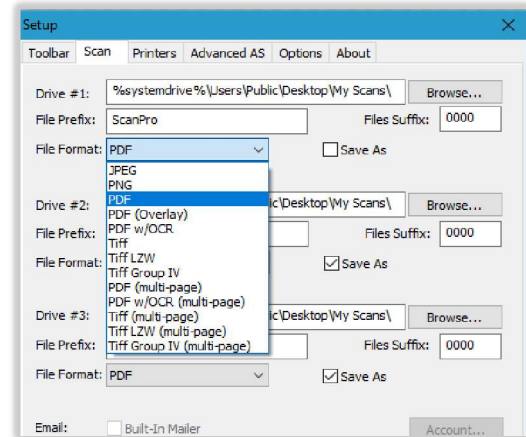 Setup
Toolbar Scan Printers Advanced AS Options About
Drive #1: %systemdrive%\Users\Public\Desktop\My Scans\ Browse...
File Prefix: ScanPro Files Suffix: 0000
File Format: PDF Save As
JPEG
PNG
PDF
Drive #2: ic\Desktop\My Scans\ Browse...
PDF (Overlay)
PDF w/OCR
File Prefix: Files Suffix: 0000
Tiff
Tiff LZW
File Format: Save As
Tiff Group IV
PDF (multi-page)
PDF w/OCR (multi-page)
Drive #3: ic\Desktop\My Scans\ Browse...
Tiff (multi-page)
Tiff LZW (multi-page)
File Prefix: Files Suffix: 0000
Tiff Group IV (multi-page)
File Format: PDF Save As
Email: Built-In Mailer Account...